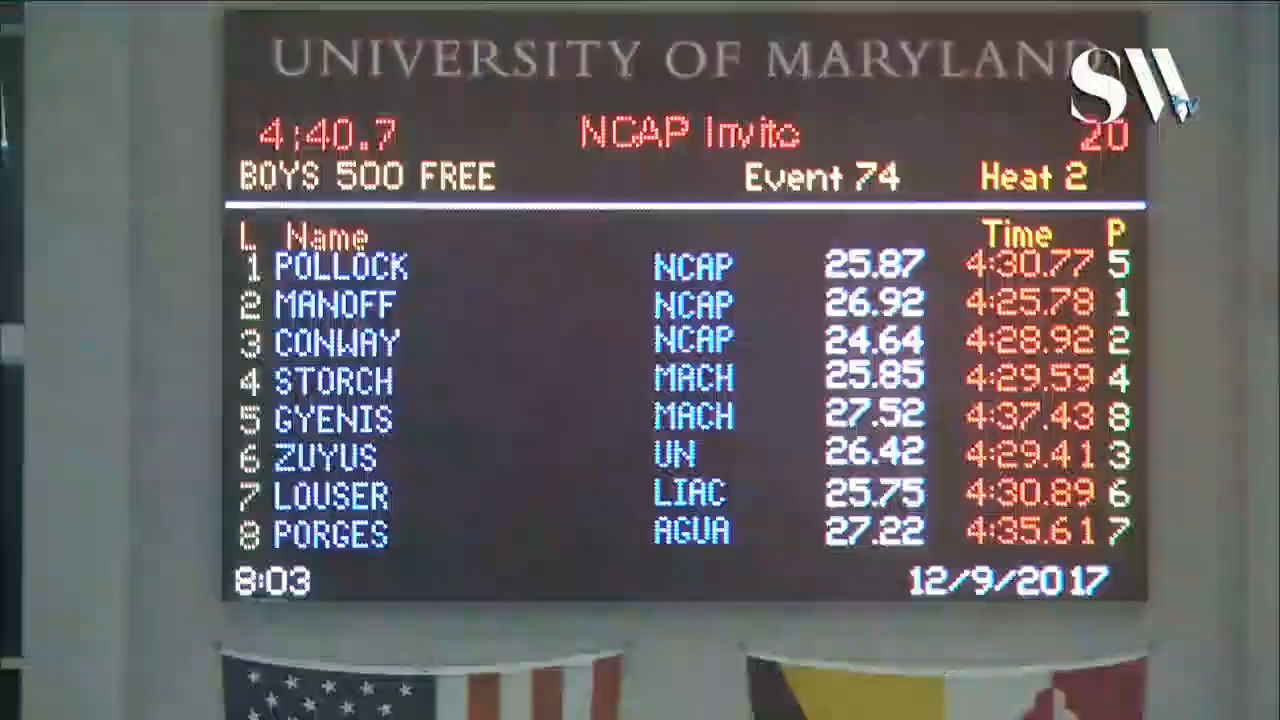 UNIVERSITY OF MARYLAND
SW tv
4:40.7 NCAP Invite 20
BOYS 500 FREE Event 74 Heat 2
L Name Time P
1 POLLOCK NCAP 25.87 4:30.77 5
2 MANOFF NCAP 26.92 4:25.78 1
3 CONWAY NCAP 24.64 4:28.92 2
4 STORCH MACH 25.85 4:29.59 4
5 GYENIS MACH 27.52 4:37.43 8
6 ZUYUS UN 26.42 4:29.41 3
7 LOUSER LIAC 25.75 4:30.89 6
8 PORGES AGUA 27.22 4:35.61 7
8:03 12/9/2017